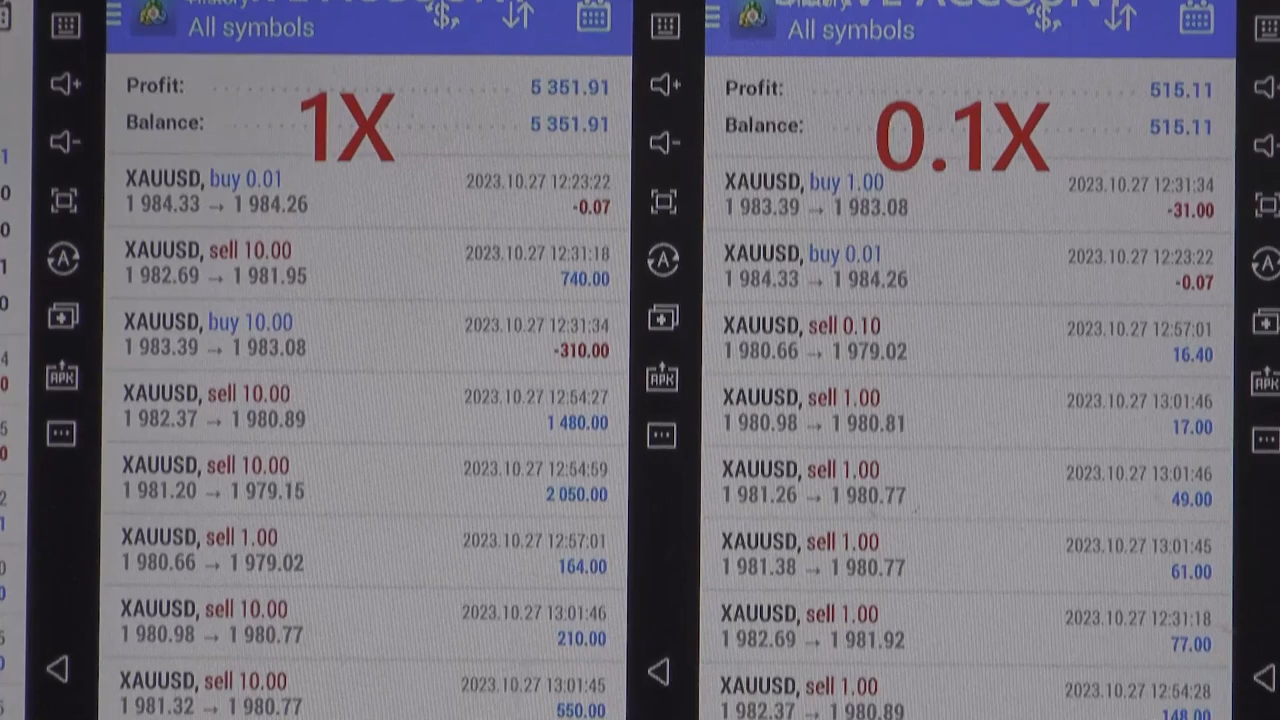 All symbols
Profit: 5 351.91
Balance: 5 351.91
1X
XAUUSD, buy 0.01 2023.10.27 12:23:22
1 984.33 → 1 984.26 -0.07
XAUUSD, sell 10.00 2023.10.27 12:31:18
1 982.69 → 1 981.95 740.00
XAUUSD, buy 10.00 2023.10.27 12:31:34
1 983.39 → 1 983.08 -310.00
XAUUSD, sell 10.00 2023.10.27 12:54:27
1 982.37 → 1 980.89 1 480.00
XAUUSD, sell 10.00 2023.10.27 12:54:59
1 981.20 → 1 979.15 2 050.00
XAUUSD, sell 1.00 2023.10.27 12:57:01
1 980.66 → 1 979.02 164.00
XAUUSD, sell 10.00 2023.10.27 13:01:46
1 980.98 → 1 980.77 210.00
XAUUSD, sell 10.00 2023.10.27 13:01:45
1 981.32 → 1 980.77 550.00
APK
All symbols
Profit: 515.11
Balance: 515.11
0.1X
XAUUSD, buy 1.00 2023.10.27 12:31:34
1 983.39 → 1 983.08 -31.00
XAUUSD, buy 0.01 2023.10.27 12:23:22
1 984.33 → 1 984.26 -0.07
XAUUSD, sell 0.10 2023.10.27 12:57:01
1 980.66 → 1 979.02 16.40
XAUUSD, sell 1.00 2023.10.27 13:01:46
1 980.98 → 1 980.81 17.00
XAUUSD, sell 1.00 2023.10.27 13:01:46
1 981.26 → 1 980.77 49.00
XAUUSD, sell 1.00 2023.10.27 13:01:45
1 981.38 → 1 980.77 61.00
XAUUSD, sell 1.00 2023.10.27 12:31:18
1 982.69 → 1 981.92 77.00
XAUUSD, sell 1.00 2023.10.27 12:54:28
1 982.37 → 1 980.89 148.00
APK